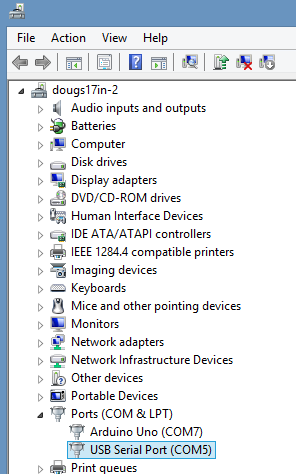 File Action View Help
dougs17in-2
Audio inputs and outputs
Batteries
Computer
Disk drives
Display adapters
DVD/CD-ROM drives
Human Interface Devices
IDE ATA/ATAPI controllers
IEEE 1284.4 compatible printers
Imaging devices
Keyboards
Mice and other pointing devices
Monitors
Network adapters
Network Infrastructure Devices
Other devices
Portable Devices
Ports (COM & LPT)
Arduino Uno (COM7)
USB Serial Port (COM5)
Print queues